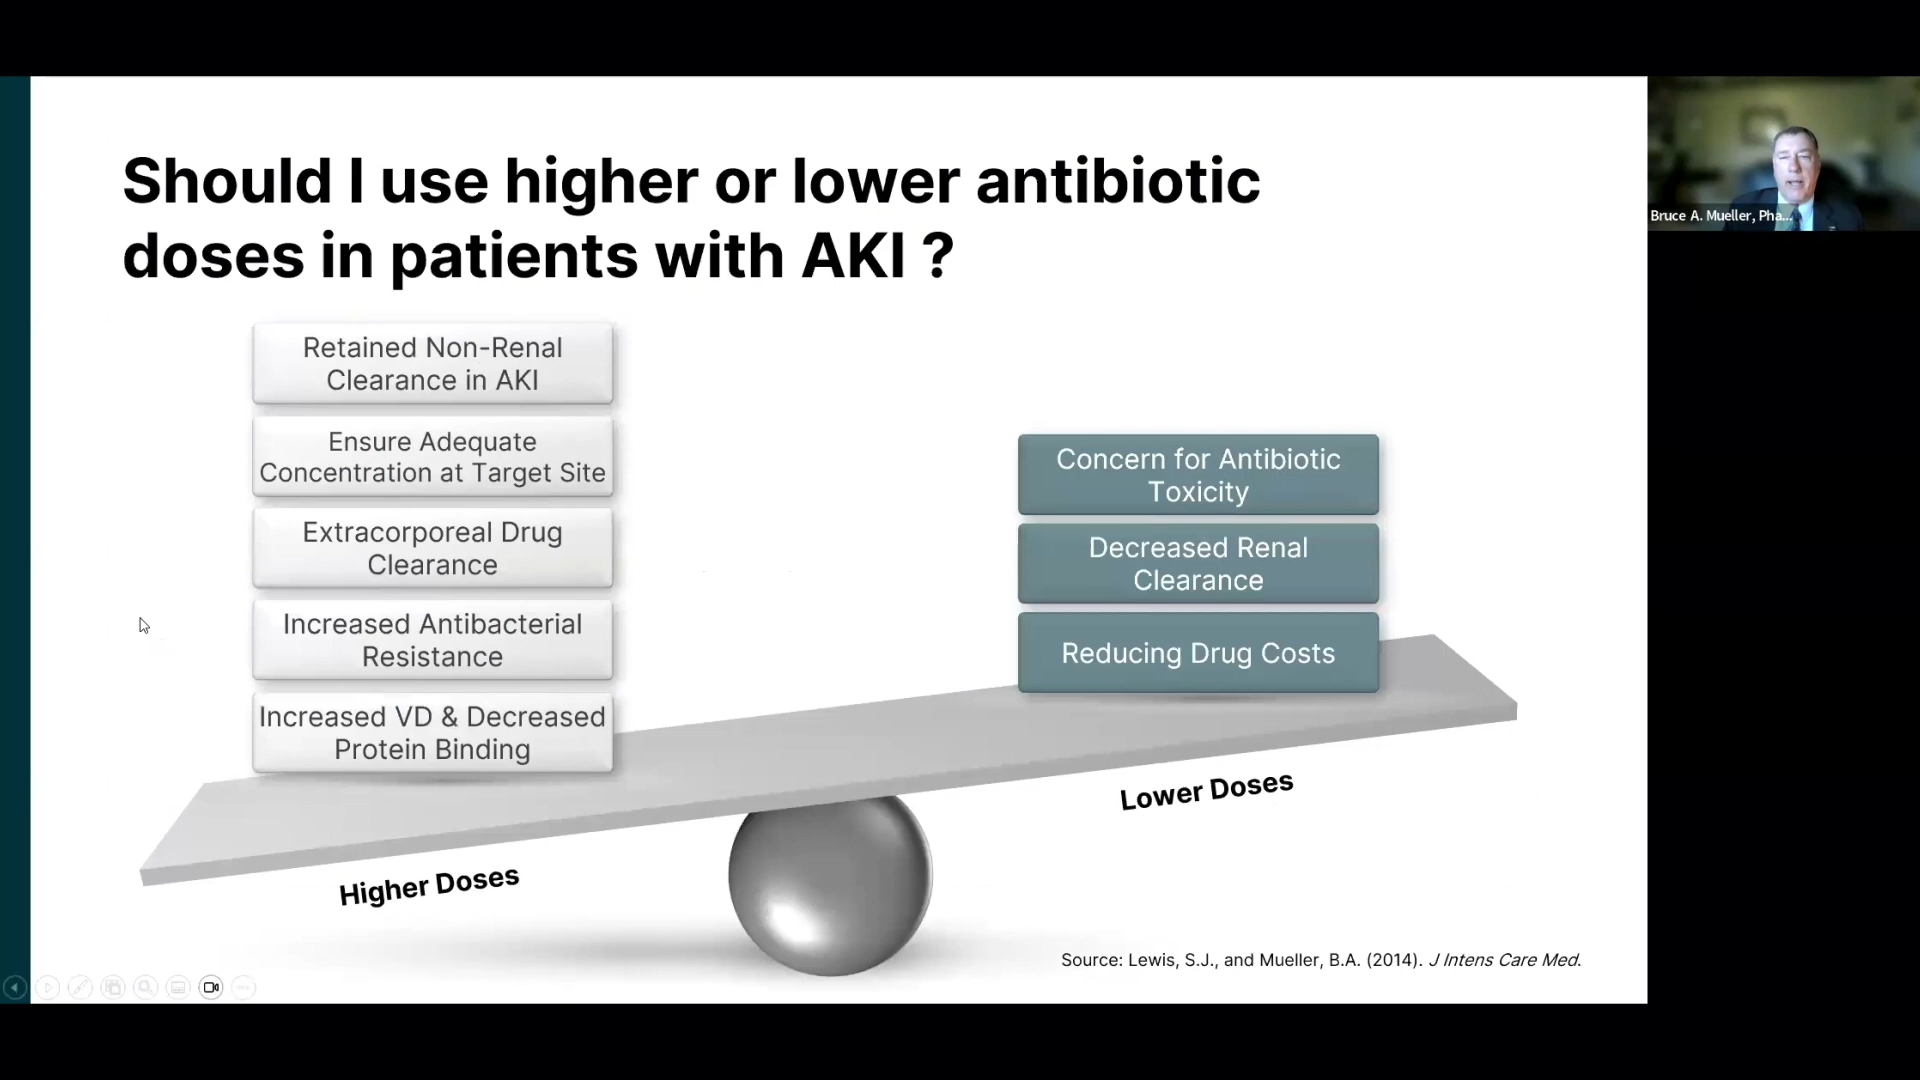 Should I use higher or lower antibiotic
doses in patients with AKI ?
Retained Non-Renal
Clearance in AKI
Ensure Adequate
Concentration at Target Site
Extracorporeal Drug
Clearance
Increased Antibacterial
Resistance
Increased VD & Decreased
Protein Binding
Concern for Antibiotic
Toxicity
Decreased Renal
Clearance
Reducing Drug Costs
Higher Doses
Lower Doses
Source: Lewis, S.J., and Mueller, B.A. (2014). J Intens Care Med.
Bruce A. Mueller, Pha...